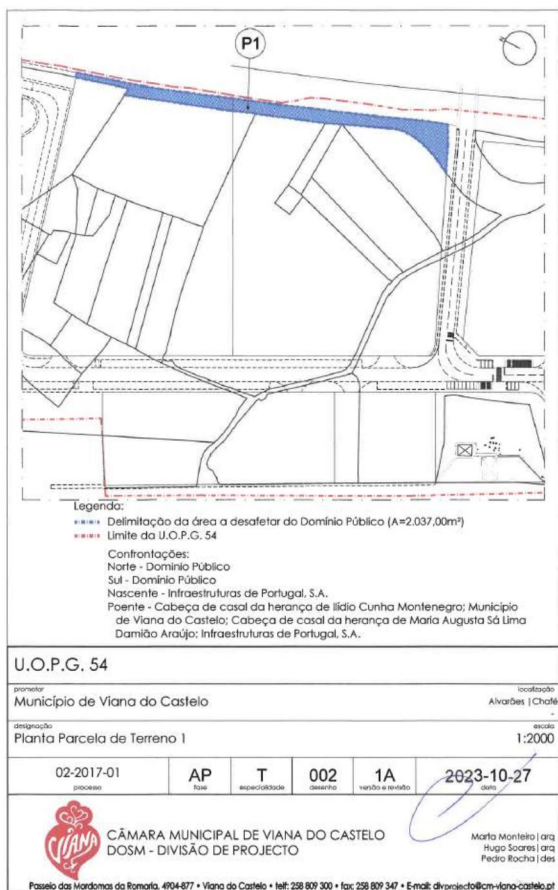 P1
Legenda:
Delimitação da área a desafetar do Domínio Público (A=2.037,00m²)
Limite da U.O.P.G. 54
Confrontações:
Norte - Domínio Público
Sul - Domínio Público
Nascente - Infraestruturas de Portugal, S.A.
Poente - Cabeça de casal da herança de Ilídio Cunha Montenegro; Município
de Viana do Castelo; Cabeça de casal da herança de Maria Augusta Sá Lima
Damião Araújo; Infraestruturas de Portugal, S.A.
U.O.P.G. 54
promotor localização
Município de Viana do Castelo Alvarães | Chafé
-
designação escala
Planta Parcela de Terreno 1 1:2000
02-2017-01 AP T 002 1A 2023-10-27
processo fase especialidade desenho versão e revisão data
VIANA
CÂMARA MUNICIPAL DE VIANA DO CASTELO
DOSM - DIVISÃO DE PROJECTO
Marta Monteiro | arq
Hugo Soares | arq
Pedro Rocha | des
Passeio das Mordomas da Romaria, 4904-877 • Viana do Castelo • telf: 258 809 300 • fax: 258 809 347 • E-mail: divprojecto@cm-viana-castelo.pt